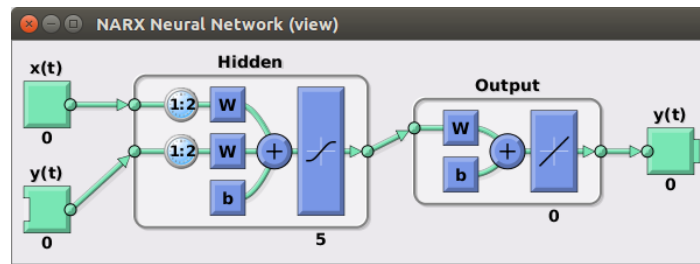 NARX Neural Network (view)
Hidden
x(t)
1:2
W
0
Output
W
b
0
y(t)
0
1:2
W
b
5
y(t)
0